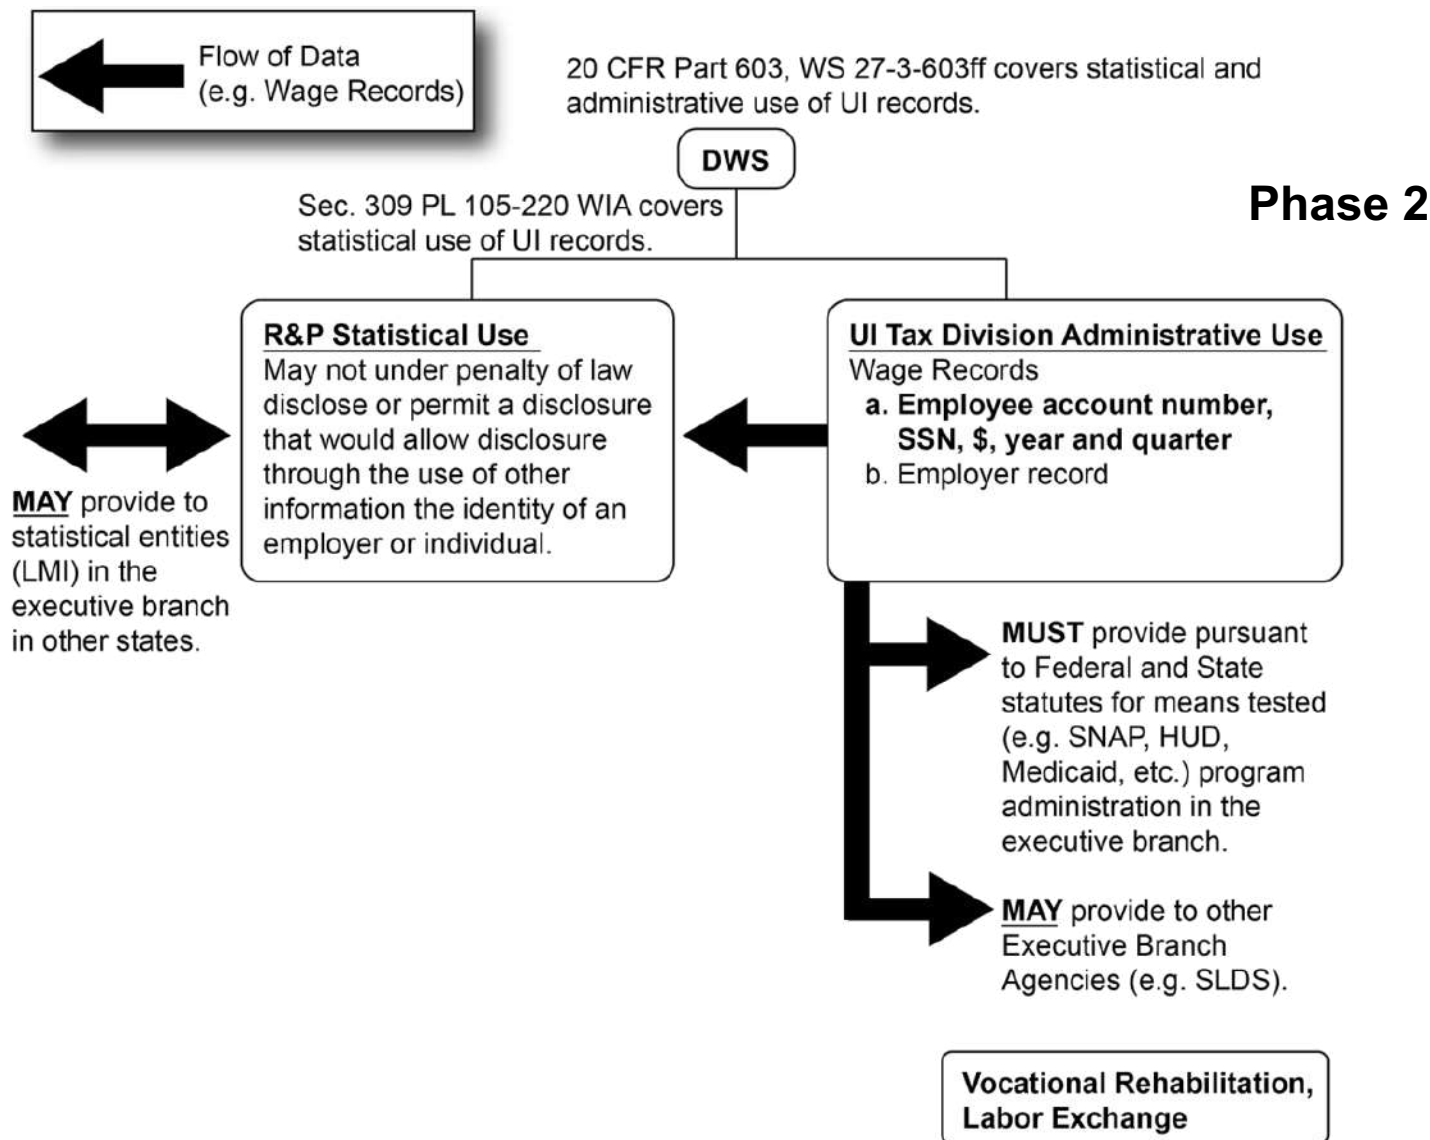 Flow of Data
(e.g. Wage Records)
20 CFR Part 603, WS 27-3-603ff covers statistical and
administrative use of UI records.
DWS
Phase 2
Sec. 309 PL 105-220 WIA covers
statistical use of UI records.
R&P Statistical Use
May not under penalty of law
disclose or permit a disclosure
that would allow disclosure
through the use of other
information the identity of an
employer or individual.
UI Tax Division Administrative Use
Wage Records
a. Employee account number,
SSN, $, year and quarter
b. Employer record
MAY provide to
statistical entities
(LMI) in the
executive branch
in other states.
MUST provide pursuant
to Federal and State
statutes for means tested
(e.g. SNAP, HUD,
Medicaid, etc.) program
administration in the
executive branch.
MAY provide to other
Executive Branch
Agencies (e.g. SLDS).
Vocational Rehabilitation,
Labor Exchange